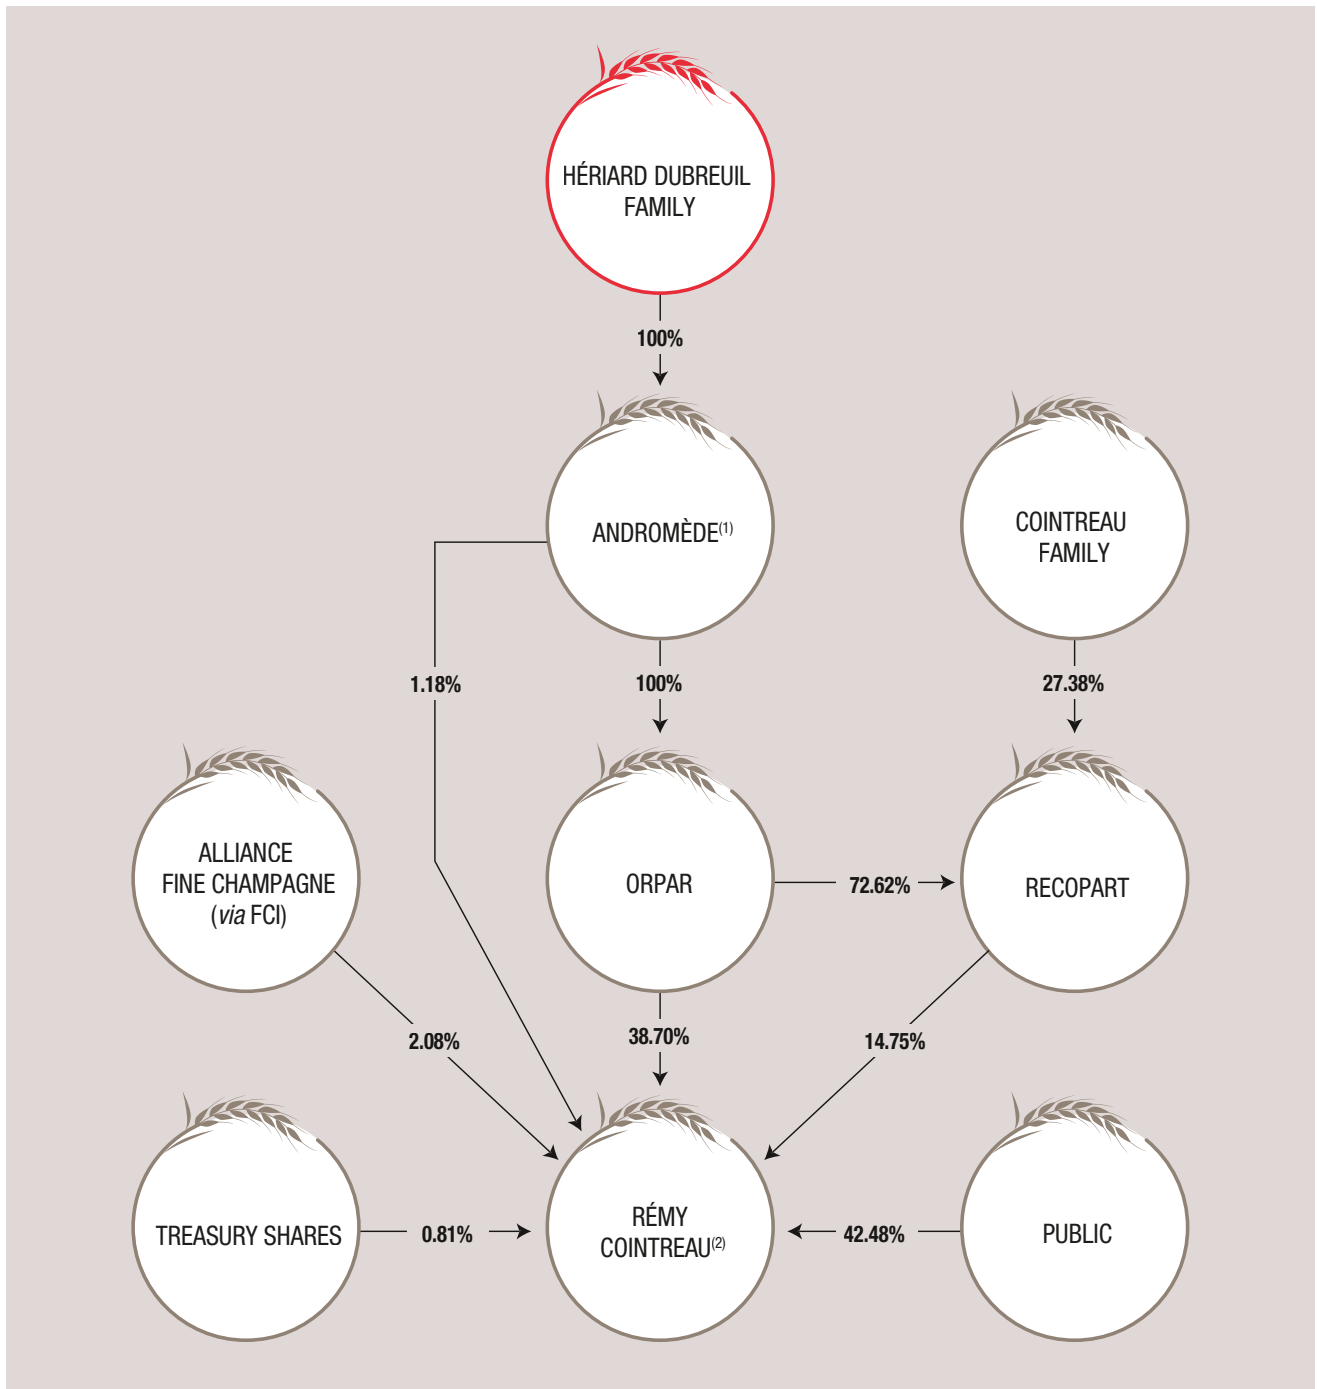 HÉRIARD DUBREUIL
FAMILY
100%
ANDROMÈDE(1)
COINTREAU
FAMILY
1.18%
100%
27.38%
ALLIANCE
FINE CHAMPAGNE
(via FCI)
ORPAR
72.62%
RECOPART
2.08%
38.70%
14.75%
TREASURY SHARES
0.81%
RÉMY
COINTREAU(2)
42.48%
PUBLIC